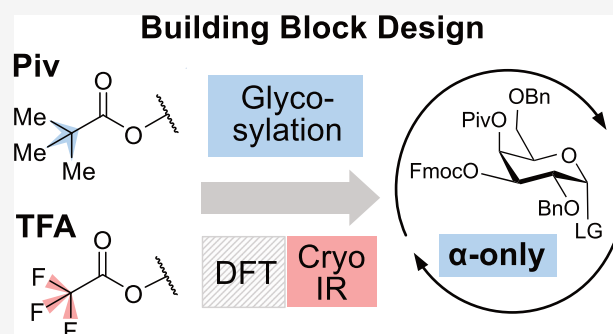 Building Block Design
Piv
O
Me
Me
Me
O
TFA
O
F
F
F
O
Glyco-
sylation
DFT
Cryo
IR
OBn
PivO
O
FmocO
BnO
LG
α-only